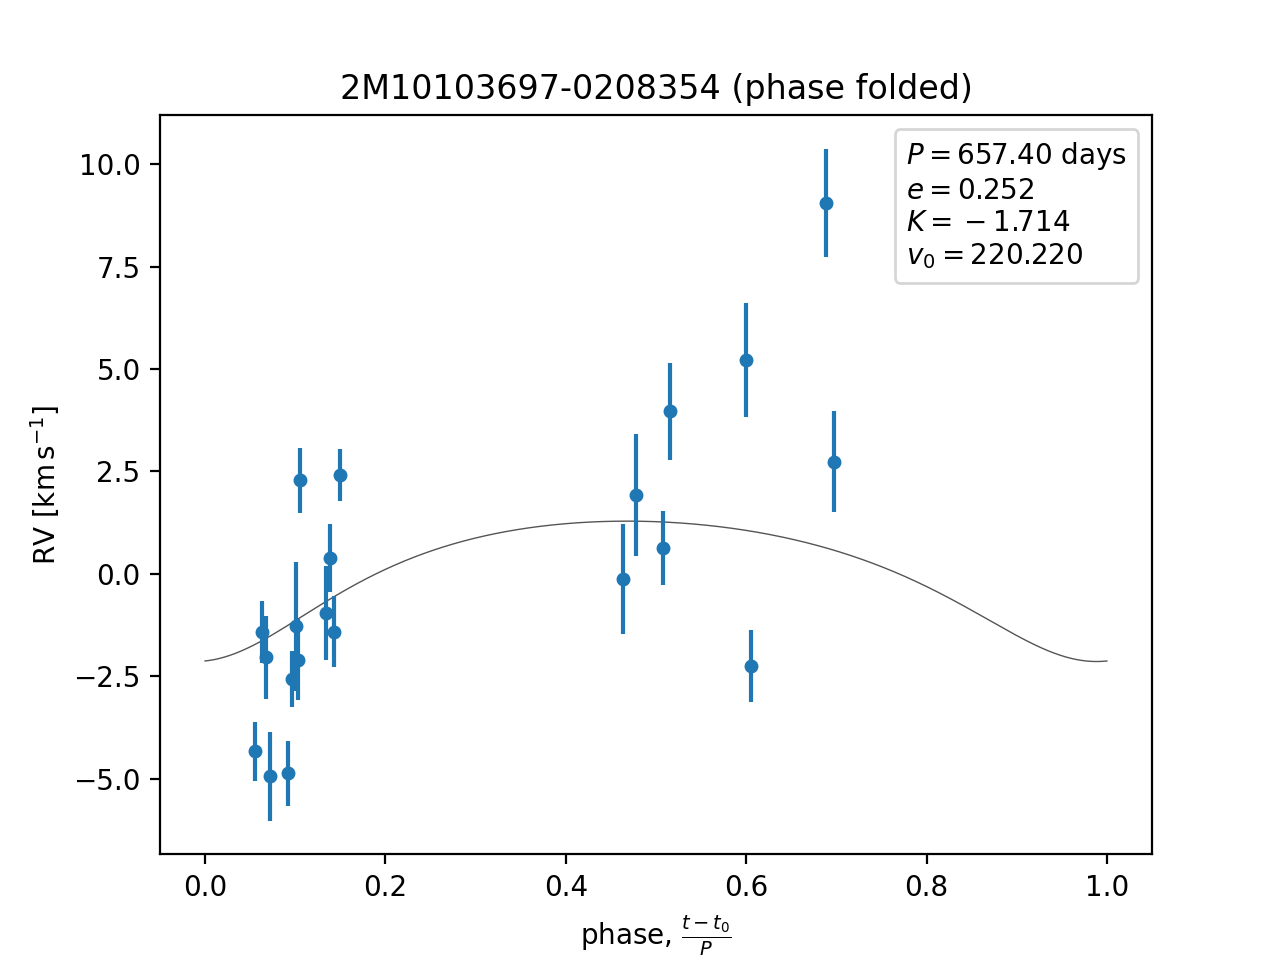 2M10103697-0208354 (phase folded)
P = 657.40 days
e = 0.252
K = −1.714
v₀ = 220.220
10.0
7.5
5.0
2.5
0.0
−2.5
−5.0
RV [km s⁻¹]
0.0 0.2 0.4 0.6 0.8 1.0
phase, (t − t₀)/P